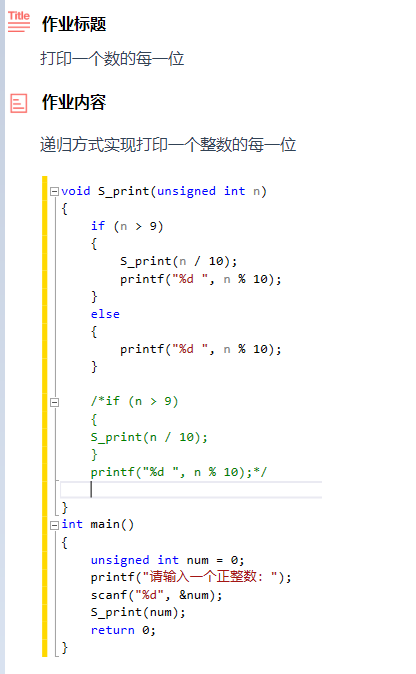 Title
作业标题
打印一个数的每一位
作业内容
递归方式实现打印一个整数的每一位
void S_print(unsigned int n)
{
if (n > 9)
{
S_print(n / 10);
printf("%d ", n % 10);
}
else
{
printf("%d ", n % 10);
}
/*if (n > 9)
{
S_print(n / 10);
}
printf("%d ", n % 10);*/
}
int main()
{
unsigned int num = 0;
printf("请输入一个正整数: ");
scanf("%d", &num);
S_print(num);
return 0;
}